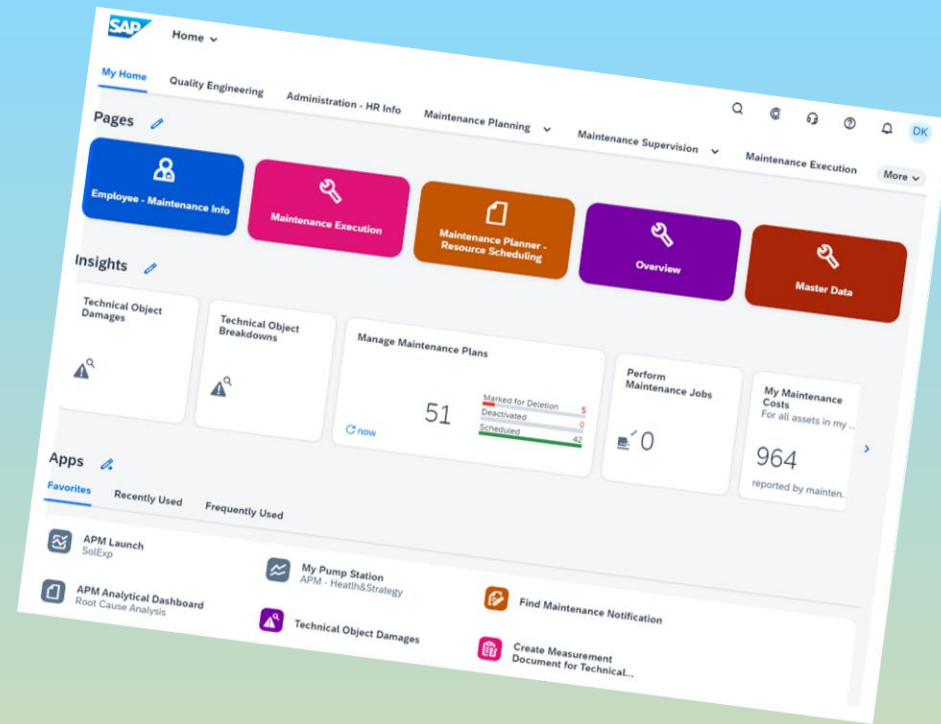 SAP
Home
My Home
Quality Engineering
Administration - HR Info
Maintenance Planning
Maintenance Supervision
Maintenance Execution
More
DK
Pages
Employee - Maintenance Info
Maintenance Execution
Maintenance Planner -
Resource Scheduling
Overview
Master Data
Insights
Technical Object
Damages
Technical Object
Breakdowns
Manage Maintenance Plans
51
Marked for Deletion 5
Deactivated 0
Scheduled 42
now
Perform
Maintenance Jobs
0
My Maintenance
Costs
For all assets in my ..
964
reported by mainten..
Apps
Favorites
Recently Used
Frequently Used
APM Launch
SolExp
My Pump Station
APM - Heatlh&Strategy
Find Maintenance Notification
APM Analytical Dashboard
Root Cause Analysis
Technical Object Damages
Create Measurement
Document for Technical...